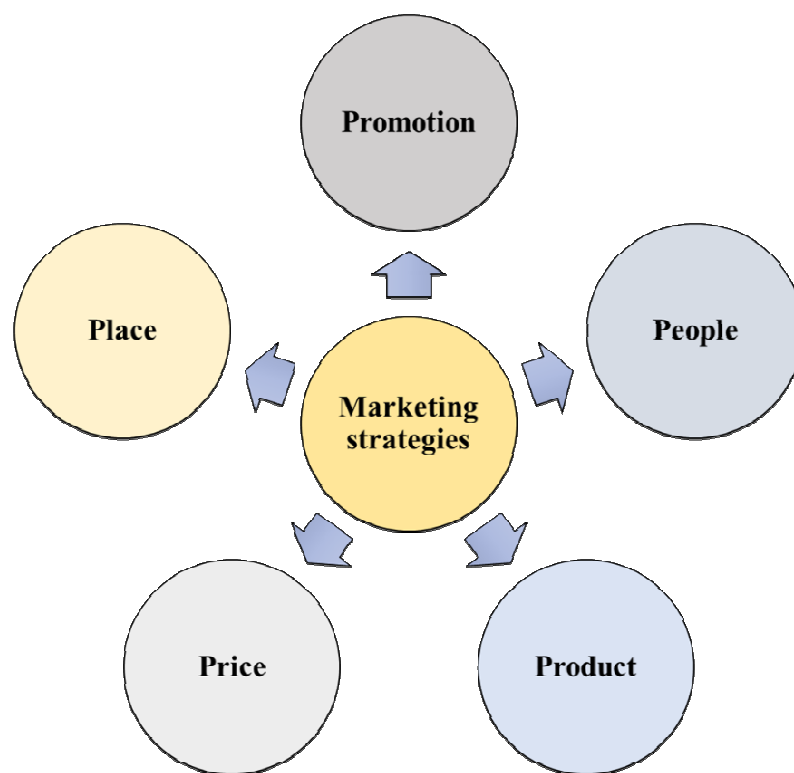 Promotion
Place
People
Marketing
strategies
Price
Product